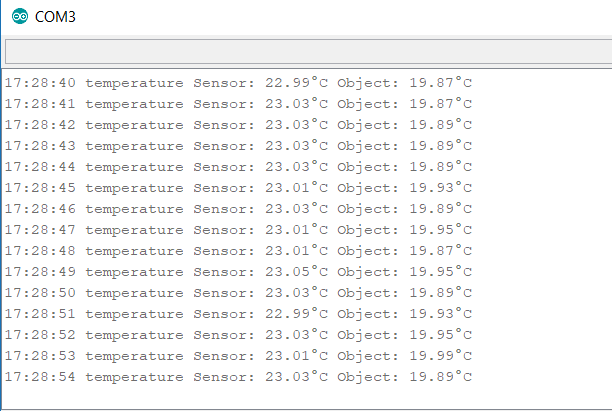 COM3
17:28:40 temperature Sensor: 22.99°C Object: 19.87°C
17:28:41 temperature Sensor: 23.03°C Object: 19.87°C
17:28:42 temperature Sensor: 23.03°C Object: 19.89°C
17:28:43 temperature Sensor: 23.03°C Object: 19.89°C
17:28:44 temperature Sensor: 23.03°C Object: 19.89°C
17:28:45 temperature Sensor: 23.01°C Object: 19.93°C
17:28:46 temperature Sensor: 23.03°C Object: 19.89°C
17:28:47 temperature Sensor: 23.01°C Object: 19.95°C
17:28:48 temperature Sensor: 23.01°C Object: 19.87°C
17:28:49 temperature Sensor: 23.05°C Object: 19.95°C
17:28:50 temperature Sensor: 23.03°C Object: 19.89°C
17:28:51 temperature Sensor: 22.99°C Object: 19.93°C
17:28:52 temperature Sensor: 23.03°C Object: 19.95°C
17:28:53 temperature Sensor: 23.01°C Object: 19.99°C
17:28:54 temperature Sensor: 23.03°C Object: 19.89°C